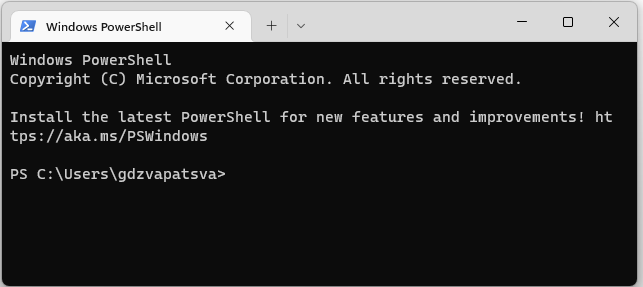 Windows PowerShell
Windows PowerShell
Copyright (C) Microsoft Corporation. All rights reserved.
Install the latest PowerShell for new features and improvements! ht
tps://aka.ms/PSWindows
PS C:\Users\gdzvapatsva>